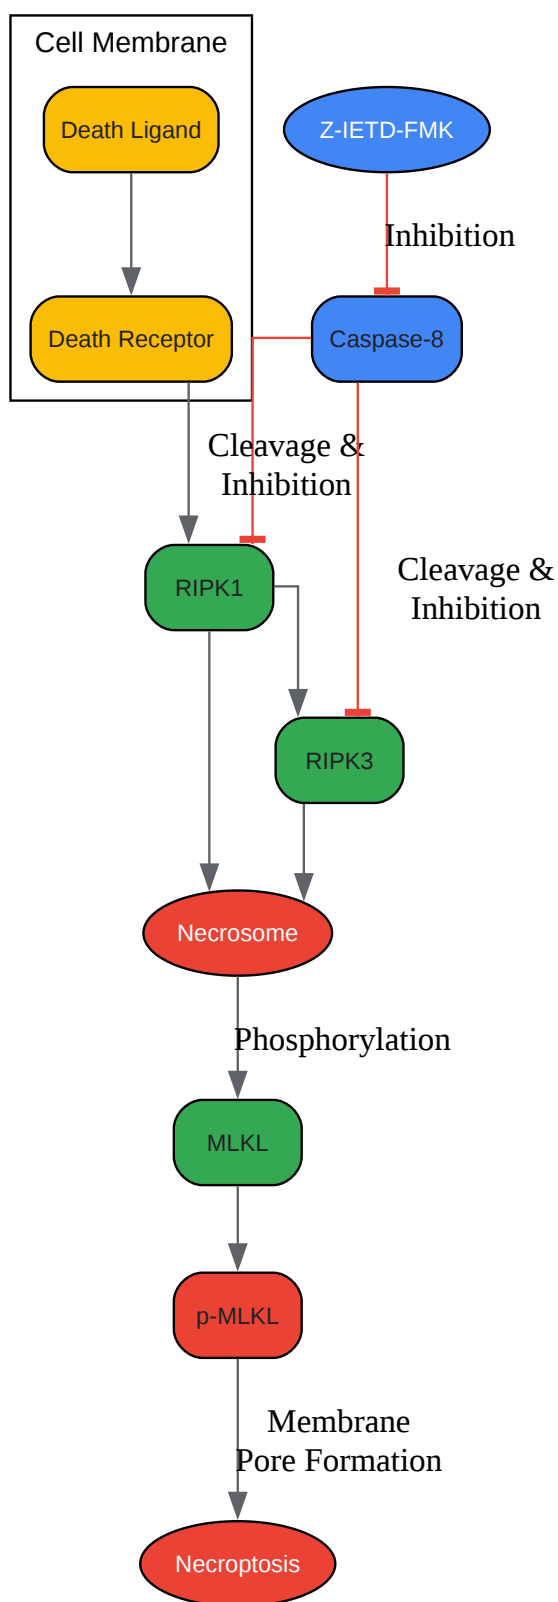 Cell Membrane
Death Ligand
Z-IETD-FMK
Inhibition
Death Receptor
Caspase-8
Cleavage &
Inhibition
Cleavage &
Inhibition
RIPK1
RIPK3
Necrosome
Phosphorylation
MLKL
p-MLKL
Membrane
Pore Formation
Necroptosis